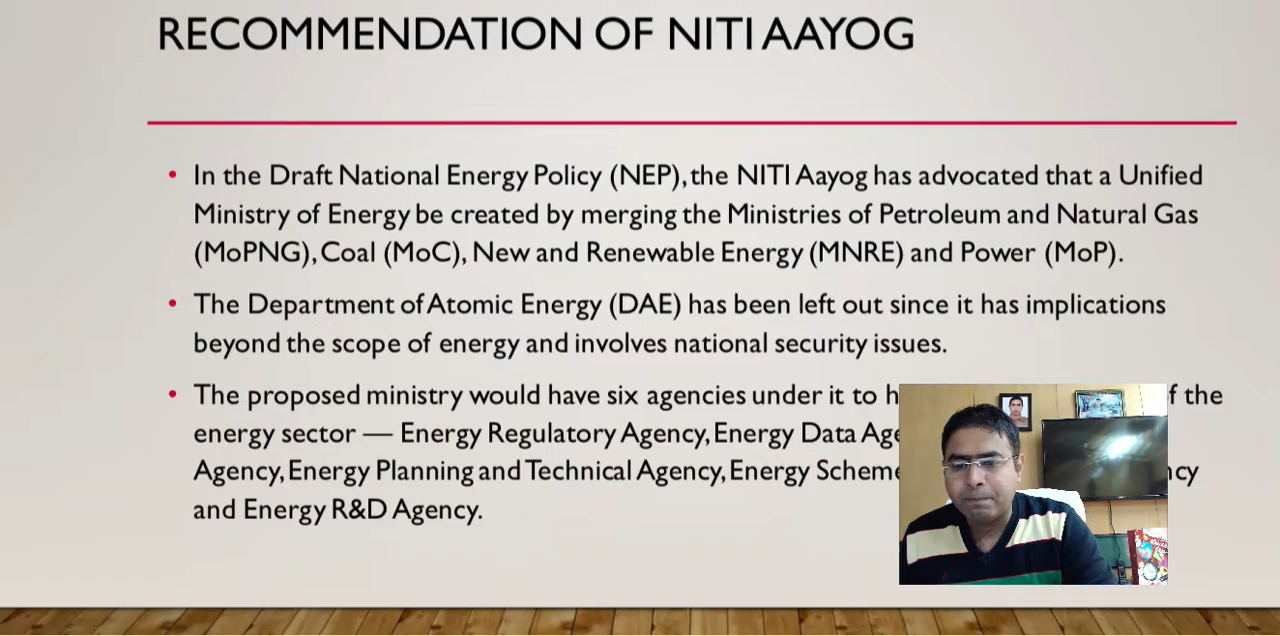 RECOMMENDATION OF NITI AAYOG
• In the Draft National Energy Policy (NEP), the NITI Aayog has advocated that a Unified
Ministry of Energy be created by merging the Ministries of Petroleum and Natural Gas
(MoPNG), Coal (MoC), New and Renewable Energy (MNRE) and Power (MoP).
• The Department of Atomic Energy (DAE) has been left out since it has implications
beyond the scope of energy and involves national security issues.
• The proposed ministry would have six agencies under it to of the
energy sector — Energy Regulatory Agency, Energy Data
Agency, Energy Planning and Technical Agency, Energy
and Energy R&D Agency.